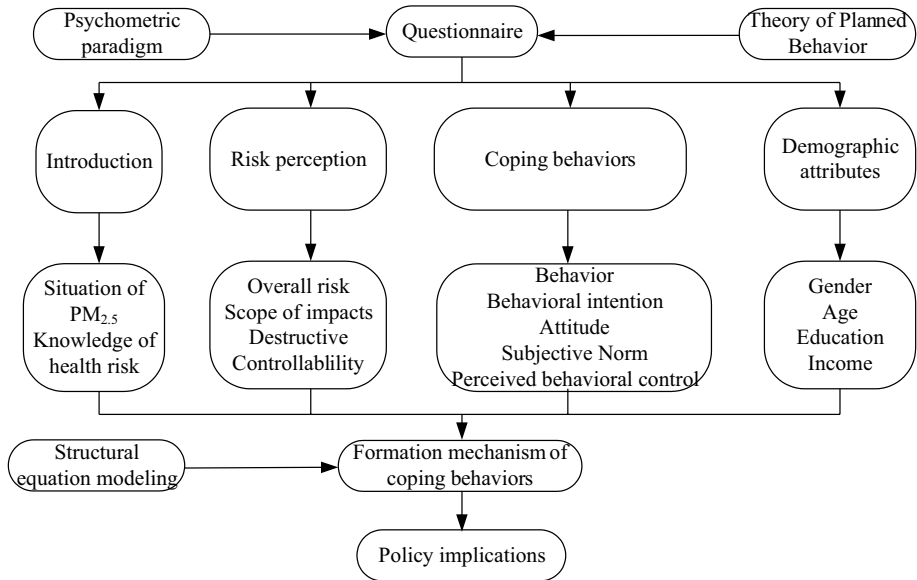 Psychometric
paradigm
Questionnaire
Theory of Planned
Behavior
Introduction
Risk perception
Coping behaviors
Demographic
attributes
Situation of
PM2.5
Knowledge of
health risk
Overall risk
Scope of impacts
Destructive
Controllablility
Behavior
Behavioral intention
Attitude
Subjective Norm
Perceived behavioral control
Gender
Age
Education
Income
Structural
equation modeling
Formation mechanism of
coping behaviors
Policy implications